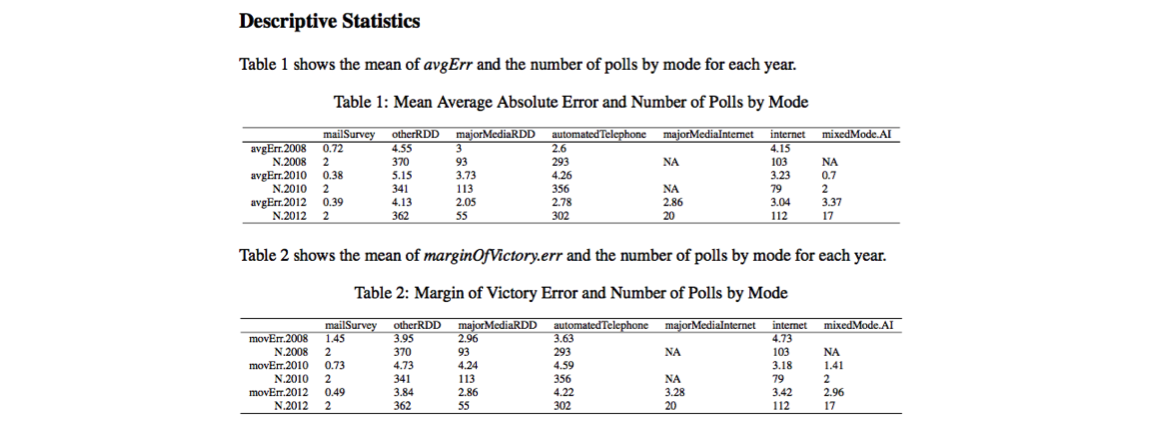 Descriptive Statistics
Table 1 shows the mean of avgErr and the number of polls by mode for each year.
Table 1: Mean Average Absolute Error and Number of Polls by Mode
mailSurvey otherRDD majorMediaRDD automatedTelephone majorMediaInternet internet mixedMode.AI
avgErr.2008 0.72 4.55 3 2.6 4.15
N.2008 2 370 93 293 NA 103 NA
avgErr.2010 0.38 5.15 3.73 4.26 3.23 0.7
N.2010 2 341 113 356 NA 79 2
avgErr.2012 0.39 4.13 2.05 2.78 2.86 3.04 3.37
N.2012 2 362 55 302 20 112 17
Table 2 shows the mean of marginOfVictory.err and the number of polls by mode for each year.
Table 2: Margin of Victory Error and Number of Polls by Mode
mailSurvey otherRDD majorMediaRDD automatedTelephone majorMediaInternet internet mixedMode.AI
movErr.2008 1.45 3.95 2.96 3.63 4.73
N.2008 2 370 93 293 NA 103 NA
movErr.2010 0.73 4.73 4.24 4.59 3.18 1.41
N.2010 2 341 113 356 NA 79 2
movErr.2012 0.49 3.84 2.86 4.22 3.28 3.42 2.96
N.2012 2 362 55 302 20 112 17